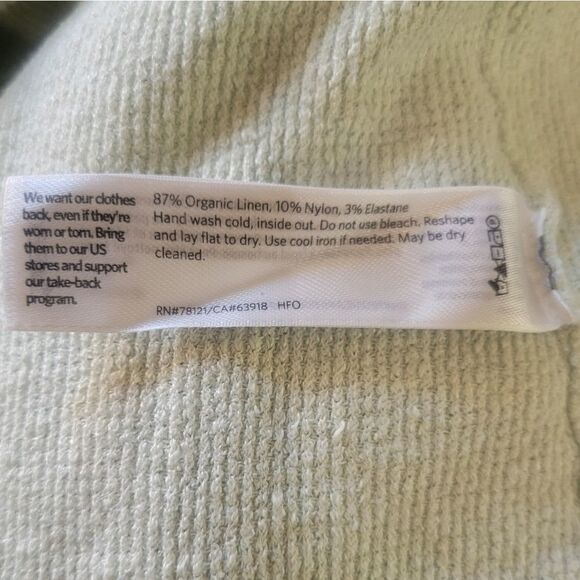 We want our clothes
back, even if they're
worn or torn. Bring
them to our US
stores and support
our take-back
program.
87% Organic Linen, 10% Nylon, 3% Elastane
Hand wash cold, inside out. Do not use bleach. Reshape
and lay flat to dry. Use cool iron if needed. May be dry
cleaned.
RN#78121/CA#63918 HFO